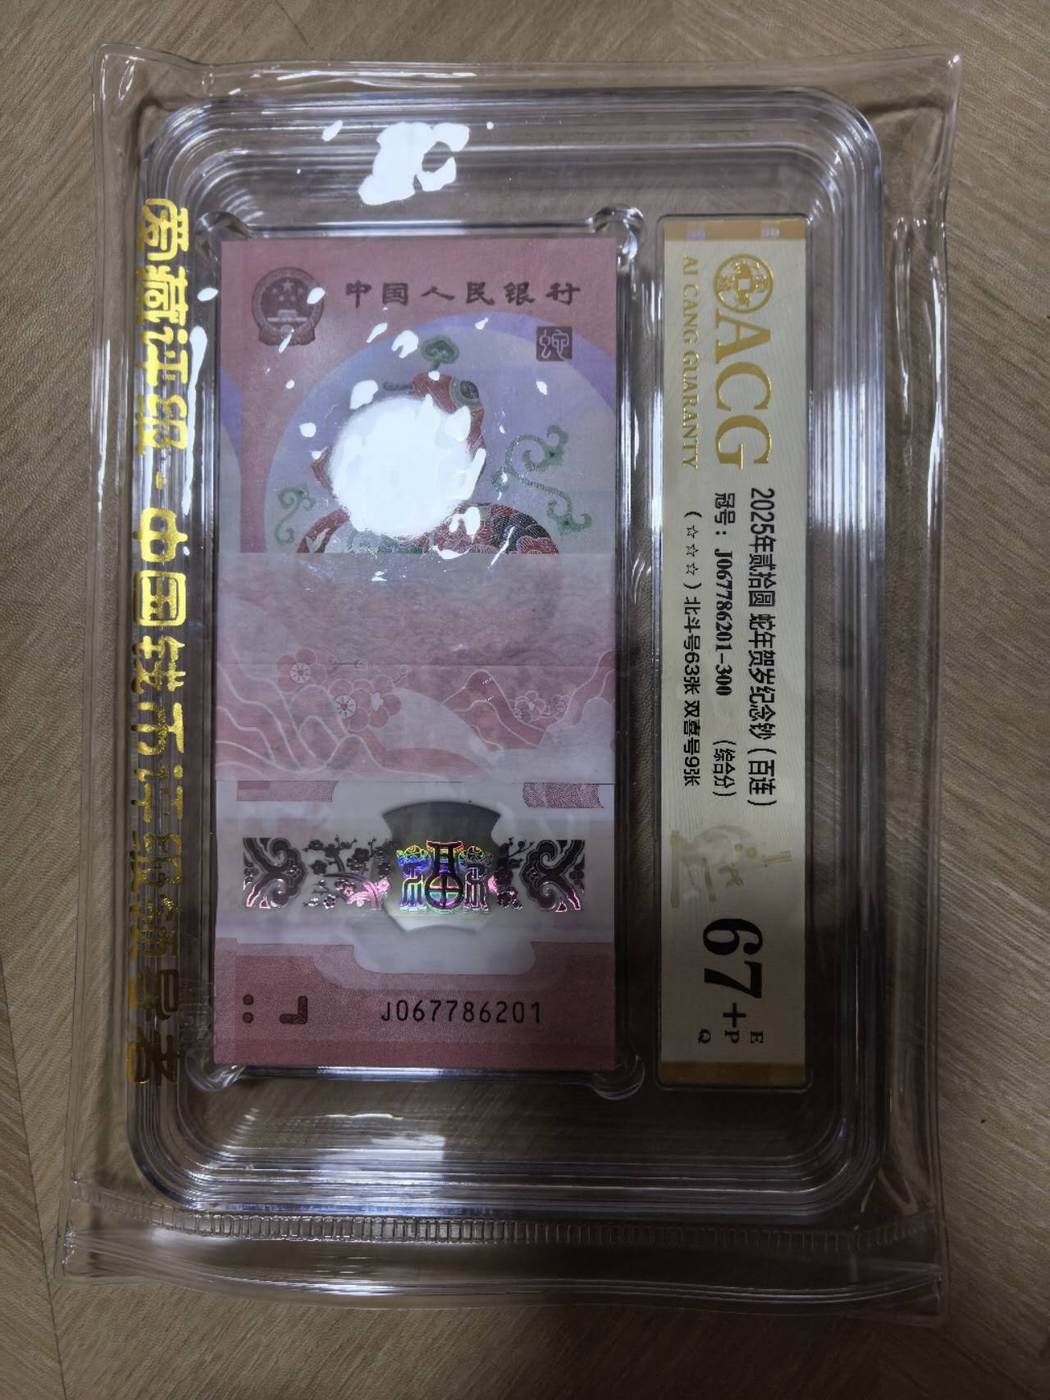 爱藏评级·中国钱币评级领导者
中国人民银行
J067786201
ACG
AI CANG GUARANTY
2025年贰拾圆 蛇年贺岁纪念钞（百连）
冠号：J067786201-300 （综合分）
（☆☆☆）北斗号63张 双喜号9张
67+
E
P
Q